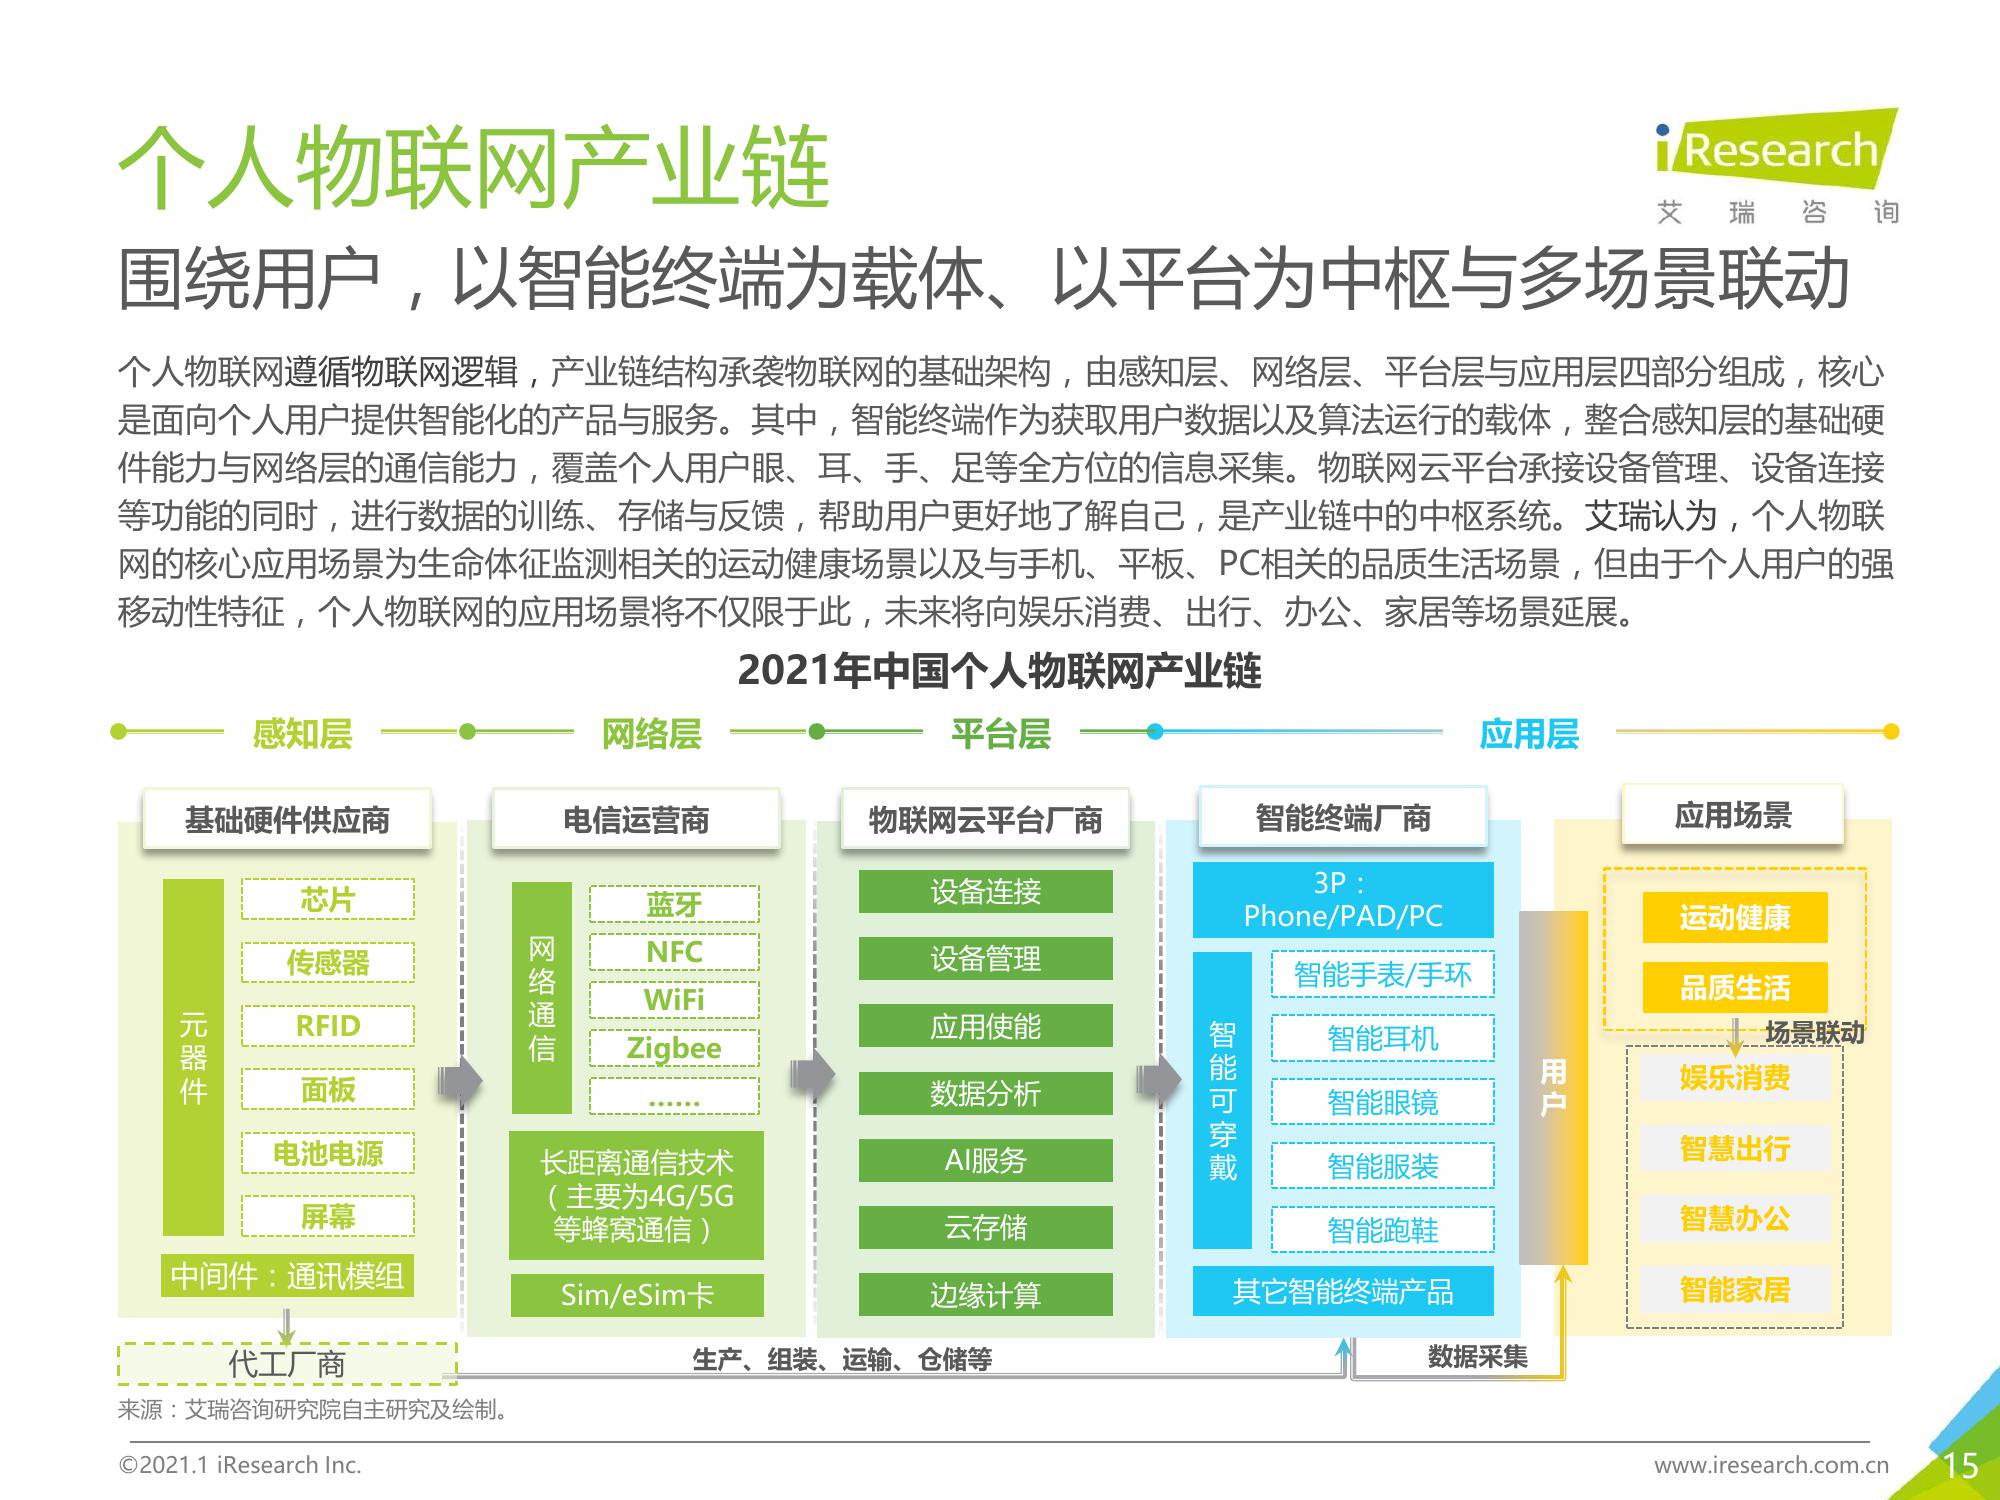 个人物联网产业链
iResearch
艾瑞咨询
围绕用户，以智能终端为载体、以平台为中枢与多场景联动
个人物联网遵循物联网逻辑，产业链结构承袭物联网的基础架构，由感知层、网络层、平台层与应用层四部分组成，核心
是面向个人用户提供智能化的产品与服务。其中，智能终端作为获取用户数据以及算法运行的载体，整合感知层的基础硬
件能力与网络层的通信能力，覆盖个人用户眼、耳、手、足等全方位的信息采集。物联网云平台承接设备管理、设备连接
等功能的同时，进行数据的训练、存储与反馈，帮助用户更好地了解自己，是产业链中的中枢系统。艾瑞认为，个人物联
网的核心应用场景为生命体征监测相关的运动健康场景以及与手机、平板、PC相关的品质生活场景，但由于个人用户的强
移动性特征，个人物联网的应用场景将不仅限于此，未来将向娱乐消费、出行、办公、家居等场景延展。
2021年中国个人物联网产业链
感知层
网络层
平台层
应用层
基础硬件供应商
元器件
芯片
传感器
RFID
面板
电池电源
屏幕
中间件：通讯模组
代工厂商
电信运营商
网络通信
蓝牙
NFC
WiFi
Zigbee
……
长距离通信技术
（主要为4G/5G
等蜂窝通信）
Sim/eSim卡
物联网云平台厂商
设备连接
设备管理
应用使能
数据分析
AI服务
云存储
边缘计算
智能终端厂商
3P：
Phone/PAD/PC
智能可穿戴
智能手表/手环
智能耳机
智能眼镜
智能服装
智能跑鞋
其它智能终端产品
用户
应用场景
运动健康
品质生活
场景联动
娱乐消费
智慧出行
智慧办公
智能家居
生产、组装、运输、仓储等
数据采集
来源：艾瑞咨询研究院自主研究及绘制。
©2021.1 iResearch Inc.
www.iresearch.com.cn
15